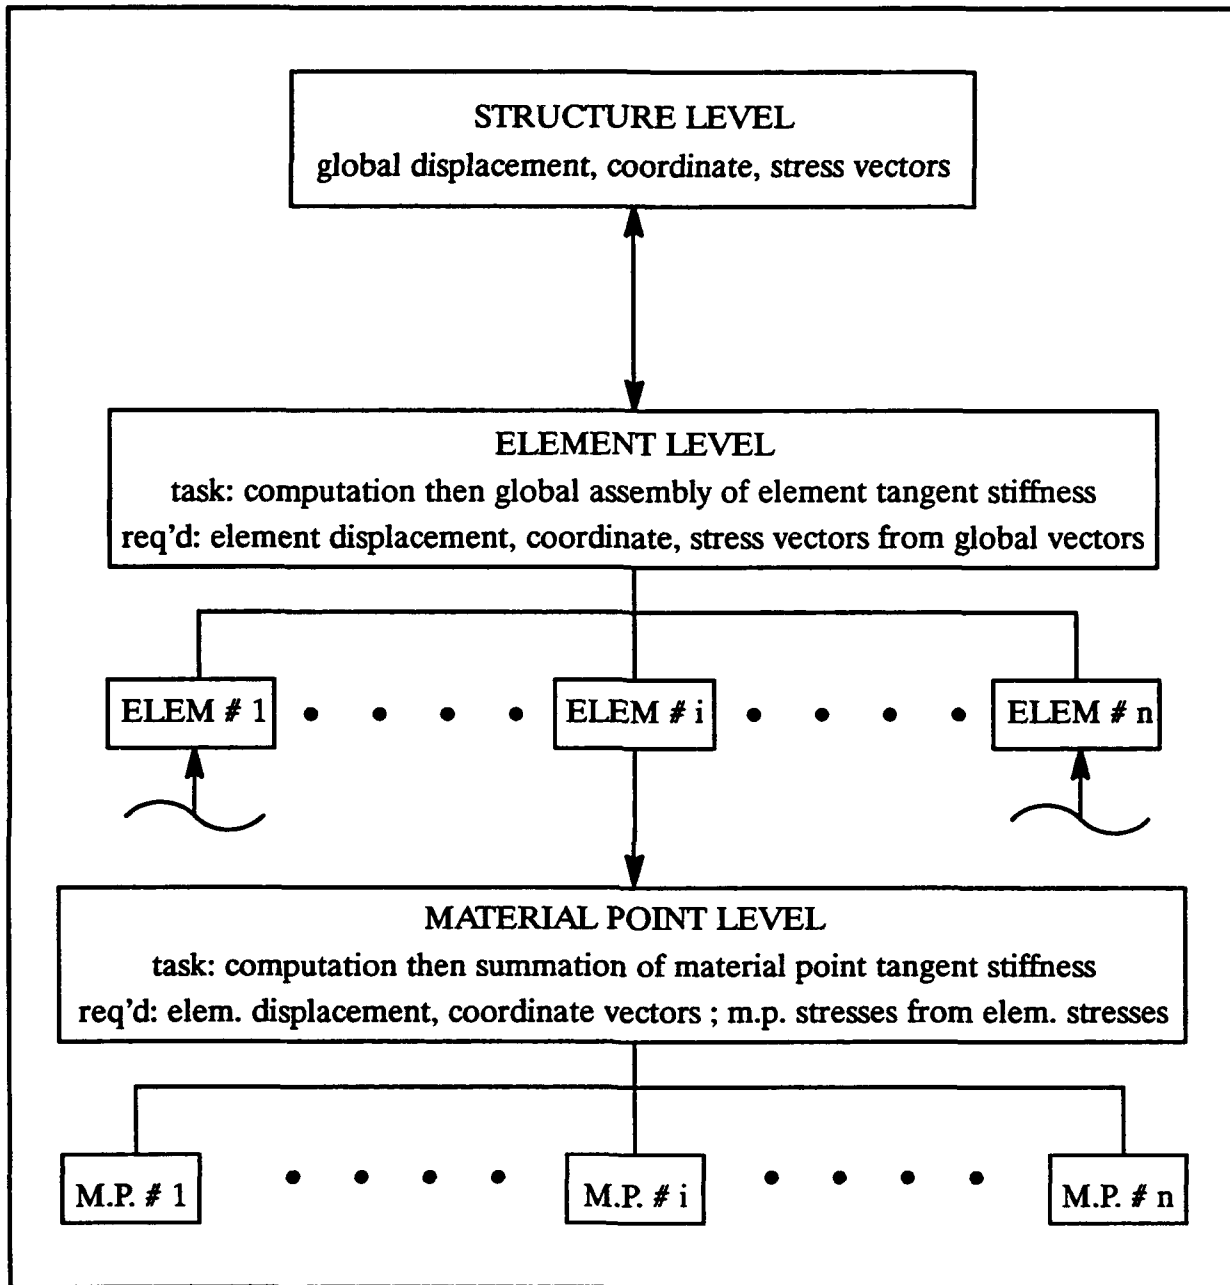 STRUCTURE LEVEL
global displacement, coordinate, stress vectors
ELEMENT LEVEL
task: computation then global assembly of element tangent stiffness
req'd: element displacement, coordinate, stress vectors from global vectors
ELEM # 1
ELEM # i
ELEM # n
MATERIAL POINT LEVEL
task: computation then summation of material point tangent stiffness
req'd: elem. displacement, coordinate vectors ; m.p. stresses from elem. stresses
M.P. # 1
M.P. # i
M.P. # n